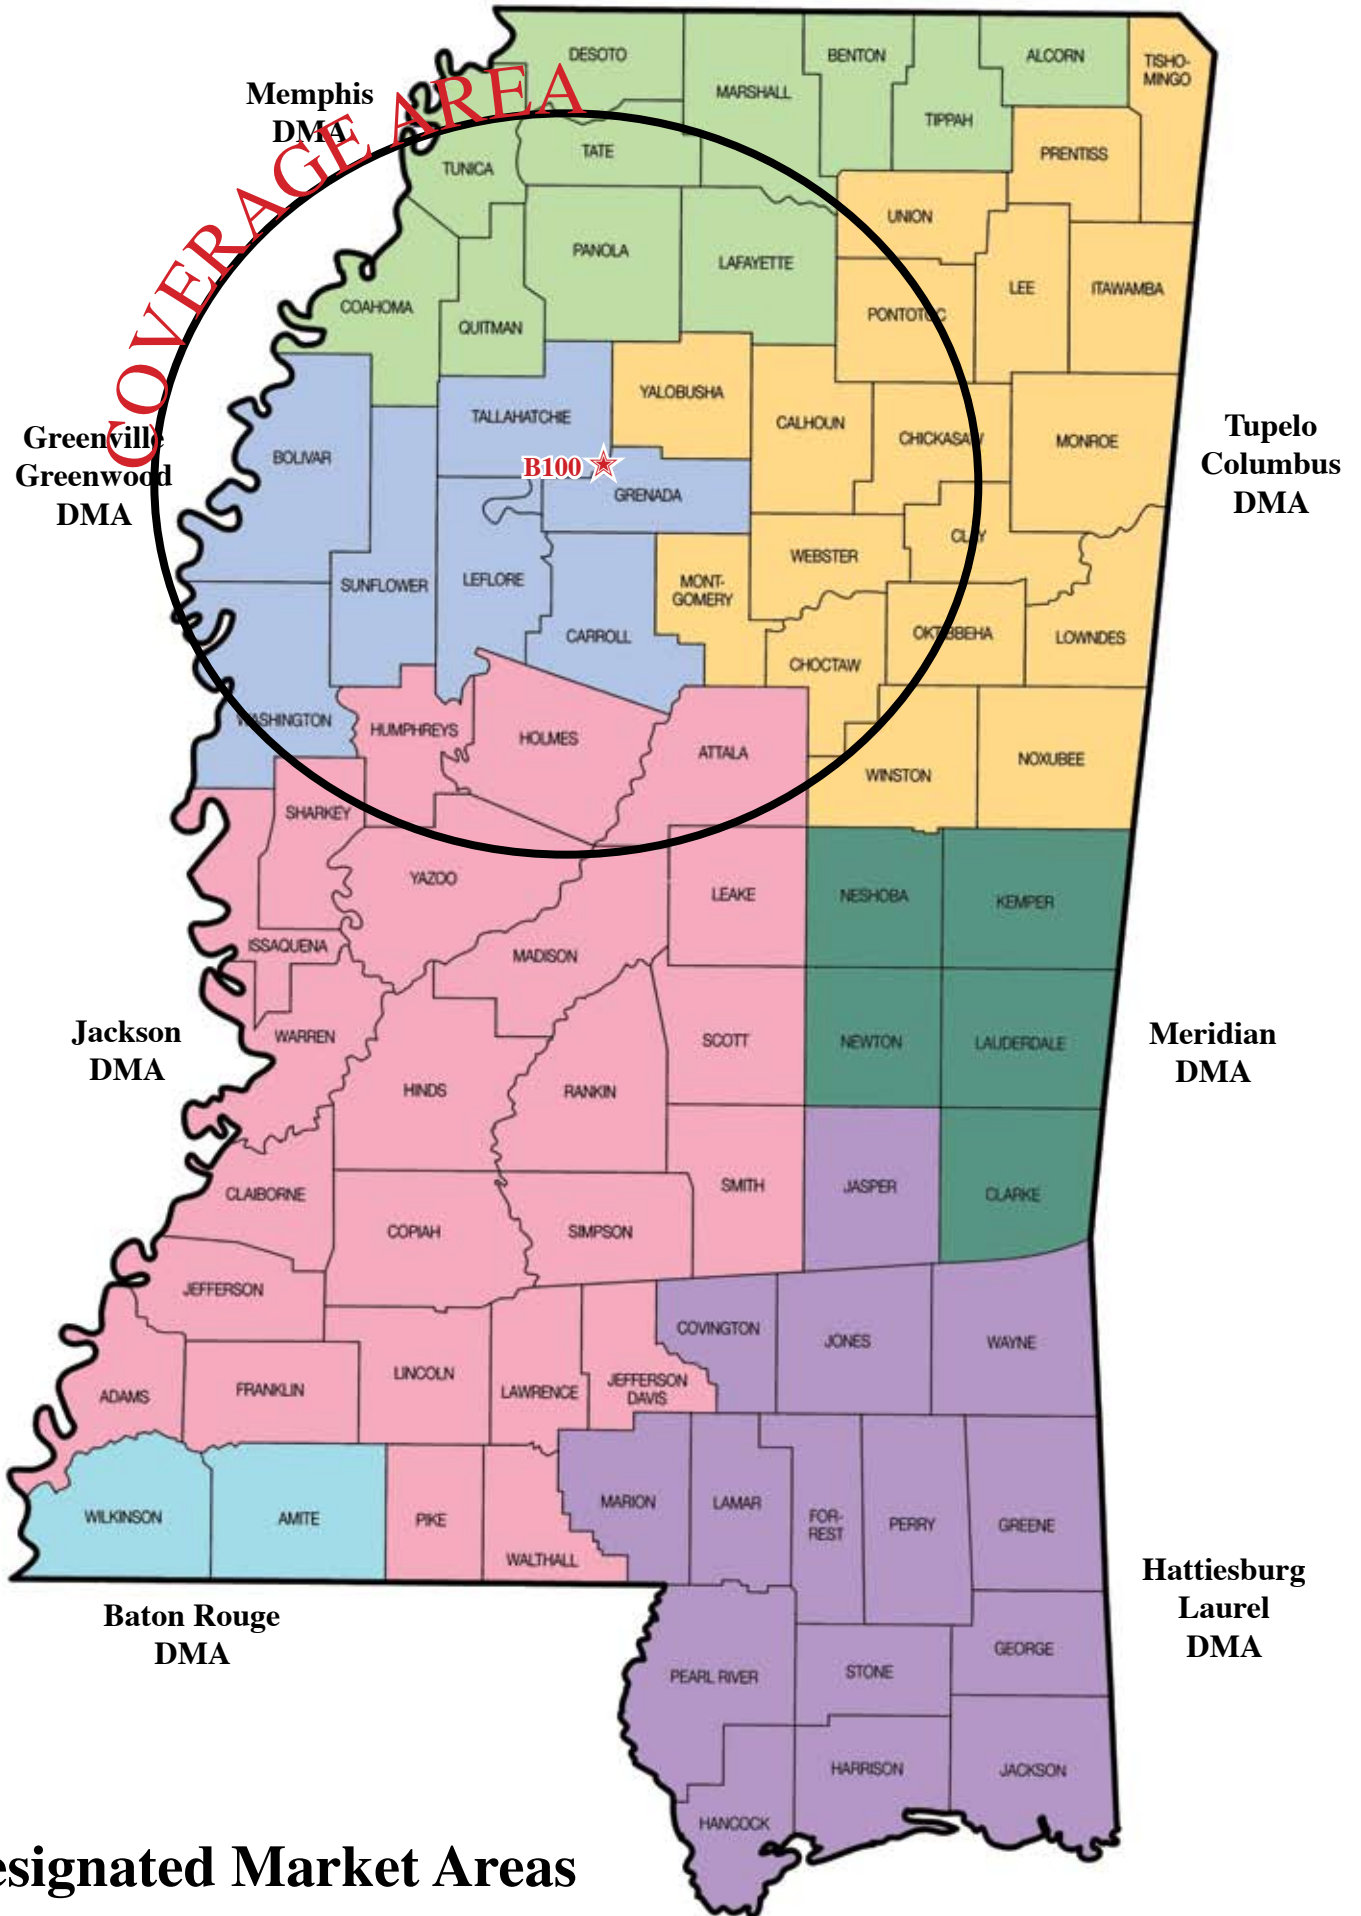 DESOTO
BENTON
ALCORN
TISHO-
MINGO
MARSHALL
TIPPAH
Memphis
DMA
COVERAGE AREA
TUNICA
TATE
PRENTISS
UNION
PANOLA
LAFAYETTE
LEE
ITAWAMBA
COAHOMA
QUITMAN
PONTOTOC
YALOBUSHA
TALLAHATCHIE
CALHOUN
CHICKASAW
MONROE
Greenville
Greenwood
DMA
BOLIVAR
B100
GRENADA
Tupelo
Columbus
DMA
CLAY
WEBSTER
SUNFLOWER
LEFLORE
MONT-
GOMERY
CARROLL
OKTIBBEHA
LOWNDES
CHOCTAW
WASHINGTON
HUMPHREYS
HOLMES
ATTALA
WINSTON
NOXUBEE
SHARKEY
YAZOO
LEAKE
NESHOBA
KEMPER
ISSAQUENA
MADISON
Jackson
DMA
WARREN
SCOTT
NEWTON
LAUDERDALE
Meridian
DMA
HINDS
RANKIN
CLAIBORNE
SMITH
JASPER
CLARKE
COPIAH
SIMPSON
JEFFERSON
COVINGTON
JONES
WAYNE
ADAMS
FRANKLIN
LINCOLN
LAWRENCE
JEFFERSON
DAVIS
WILKINSON
AMITE
PIKE
WALTHALL
MARION
LAMAR
FOR-
REST
PERRY
GREENE
Baton Rouge
DMA
Hattiesburg
Laurel
DMA
PEARL RIVER
STONE
GEORGE
HARRISON
JACKSON
HANCOCK
esignated Market Areas